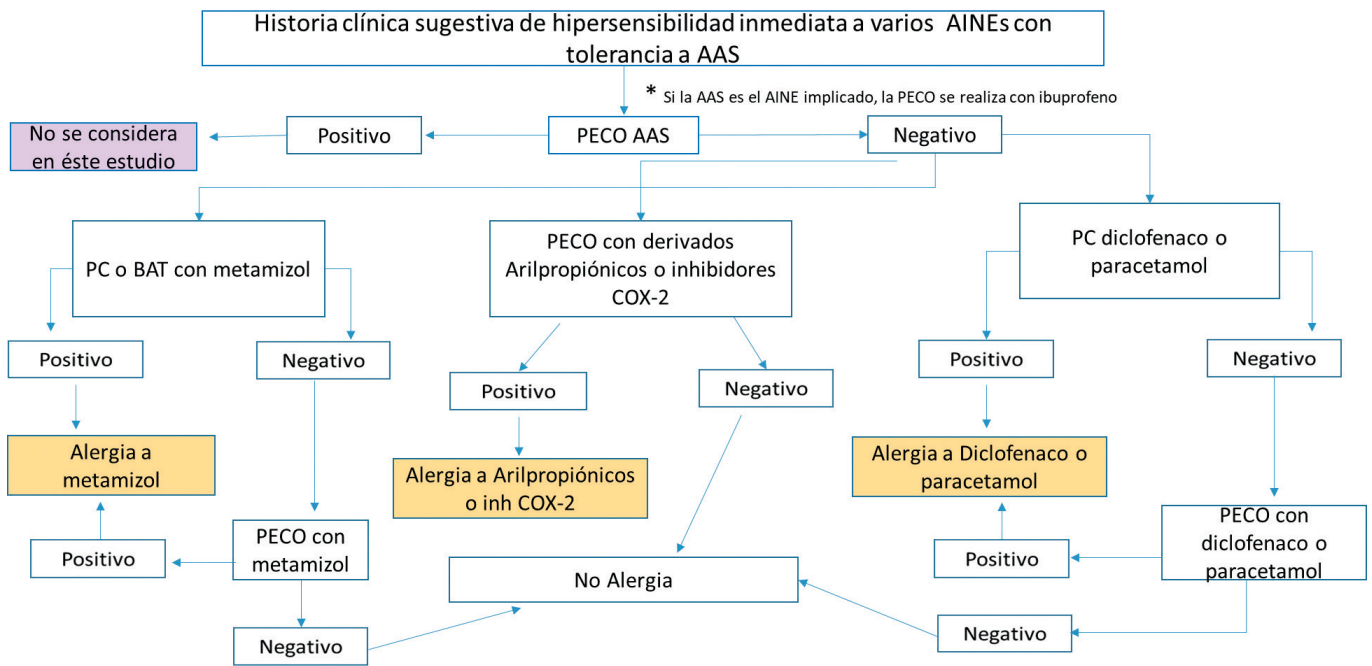 Historia clínica sugestiva de hipersensibilidad inmediata a varios AINEs con
tolerancia a AAS
* Si la AAS es el AINE implicado, la PECO se realiza con ibuprofeno
No se considera
en éste estudio
Positivo
PECO AAS
Negativo
PC o BAT con metamizol
PECO con derivados
Arilpropiónicos o inhibidores
COX-2
PC diclofenaco o
paracetamol
Positivo
Negativo
Positivo
Negativo
Positivo
Negativo
Alergia a
metamizol
Alergia a Arilpropiónicos
o inh COX-2
Alergia a Diclofenaco o
paracetamol
Positivo
PECO con
metamizol
No Alergia
Positivo
PECO con
diclofenaco o
paracetamol
Negativo
Negativo